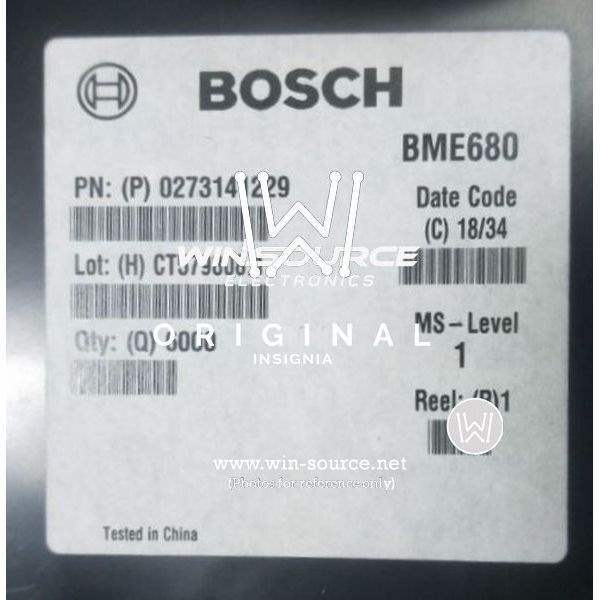 BOSCH
BME680
PN: (P)
Date Code
(C) 18/34
WINSOURCE
ELECTRONICS
Lot: (H)
ORIGINAL
INSIGNIA
MS-Level
1
Qty: (Q)
Reel: (R)1
www.win-source.net
(Photos for reference only)
Tested in China